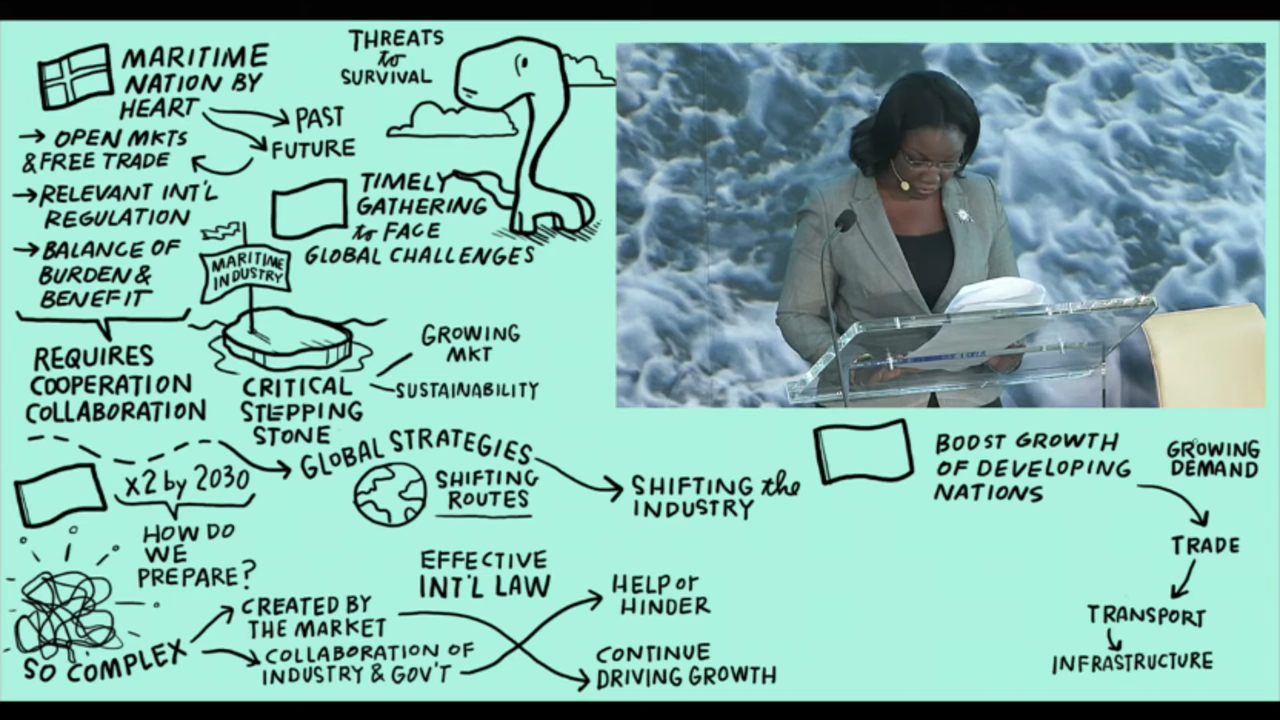 MARITIME
NATION BY
HEART
→ OPEN MKTS
& FREE TRADE
→ RELEVANT INT'L
REGULATION
→ BALANCE OF
BURDEN &
BENEFIT
REQUIRES
COOPERATION
COLLABORATION
PAST
FUTURE
THREATS
to
SURVIVAL
TIMELY
GATHERING
to FACE
GLOBAL CHALLENGES
MARITIME
INDUSTRY
CRITICAL
STEPPING
STONE
GROWING
MKT
SUSTAINABILITY
x2 by 2030
HOW DO
WE
PREPARE?
GLOBAL STRATEGIES
SHIFTING
ROUTES
SHIFTING the
INDUSTRY
SO COMPLEX
CREATED BY
THE MARKET
COLLABORATION OF
INDUSTRY & GOV'T
EFFECTIVE
INT'L LAW
HELP or
HINDER
CONTINUE
DRIVING GROWTH
BOOST GROWTH
OF DEVELOPING
NATIONS
GROWING
DEMAND
TRADE
TRANSPORT
INFRASTRUCTURE